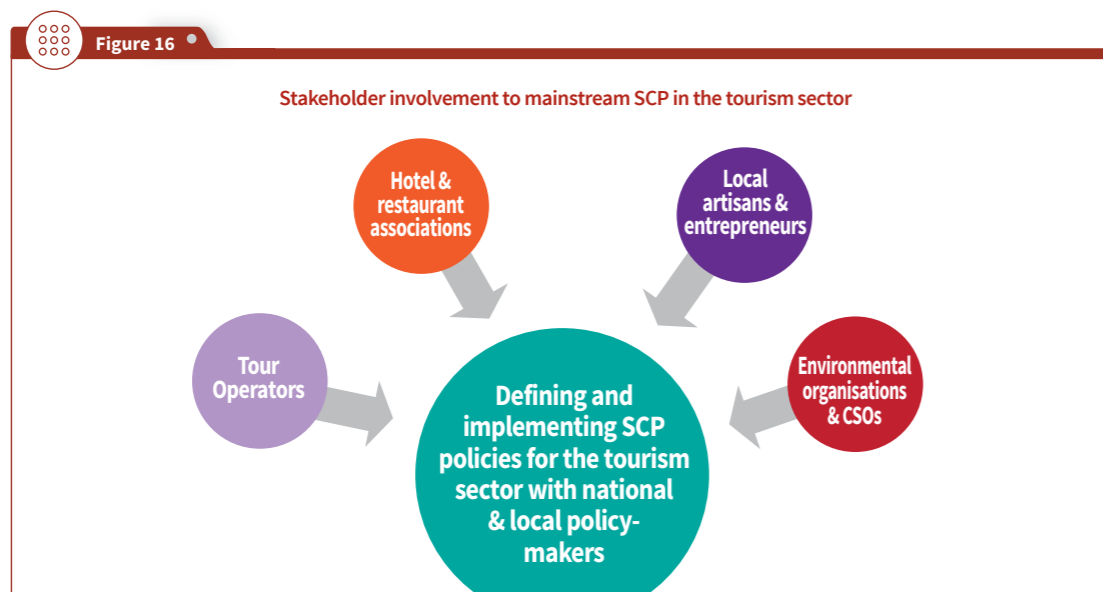 Figure 16
Stakeholder involvement to mainstream SCP in the tourism sector
Hotel &
restaurant
associations
Local
artisans &
entrepreneurs
Tour
Operators
Environmental
organisations
& CSOs
Defining and
implementing SCP
policies for the tourism
sector with national
& local policy-
makers